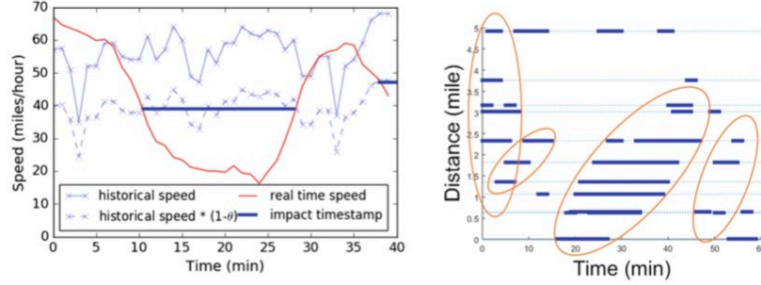 70
60
50
40
30
20
10
0
0 5 10 15 20 25 30 35 40
Speed (miles/hour)
Time (min)
historical speed
real time speed
historical speed * (1-θ)
impact timestamp
5
4.5
4
3.5
3
2.5
2
1.5
1
0.5
0
0 10 20 30 40 50 60
Distance (mile)
Time (min)